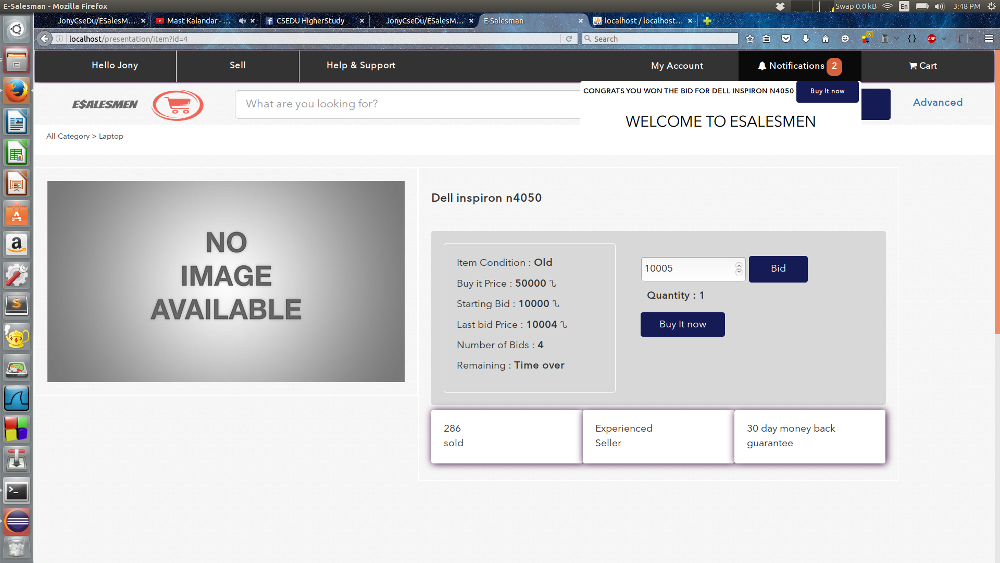 E-Salesman - Mozilla Firefox
Swap 0.0 kB
En
3:48 PM
JonyCseDu/ESalesM...
Mast Kalandar -
CSEDU HigherStudy
JonyCseDu/ESalesM...
E-Salesman
localhost / localhost ...
localhost/presentation/item?id=4
Search
Hello Jony
Sell
Help & Support
My Account
Notifications 2
Cart
CONGRATS YOU WON THE BID FOR DELL INSPIRON N4050
Buy It now
WELCOME TO ESALESMEN
E$ALESMEN
What are you looking for?
Advanced
All Category > Laptop
NO
IMAGE
AVAILABLE
Dell inspiron n4050
Item Condition : Old
Buy it Price : 50000
Starting Bid : 10000
Last bid Price : 10004
Number of Bids : 4
Remaining : Time over
10005
Bid
Quantity : 1
Buy It now
286
sold
Experienced
Seller
30 day money back
guarantee